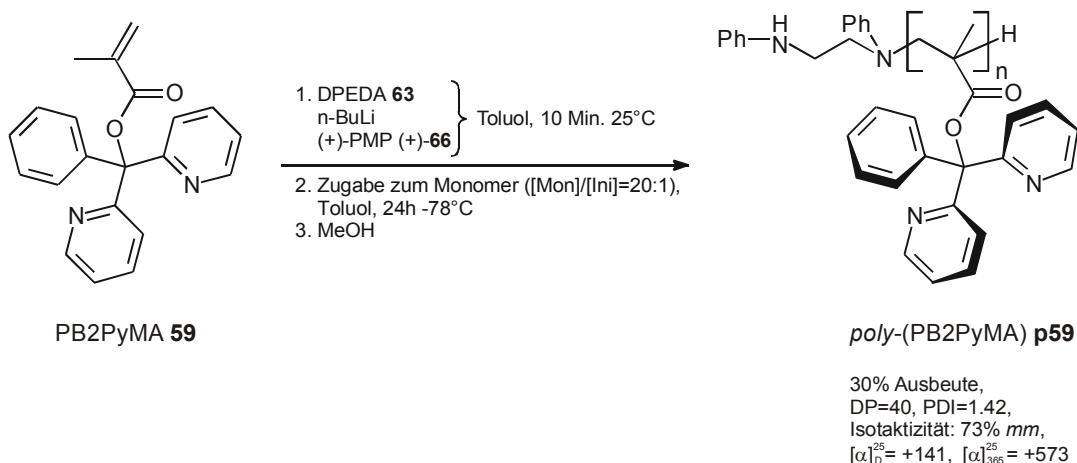 O
O
N
N
PB2PyMA 59
1. DPEDA 63
n-BuLi
(+)-PMP (+)-66
Toluol, 10 Min. 25°C
2. Zugabe zum Monomer ([Mon]/[Ini]=20:1),
Toluol, 24h -78°C
3. MeOH
Ph
H
N
Ph
N
H
n
O
O
N
N
poly-(PB2PyMA) p59
30% Ausbeute,
DP=40, PDI=1.42,
Isotaktizität: 73% mm,
[α]²⁵D = +141, [α]²⁵365 = +573